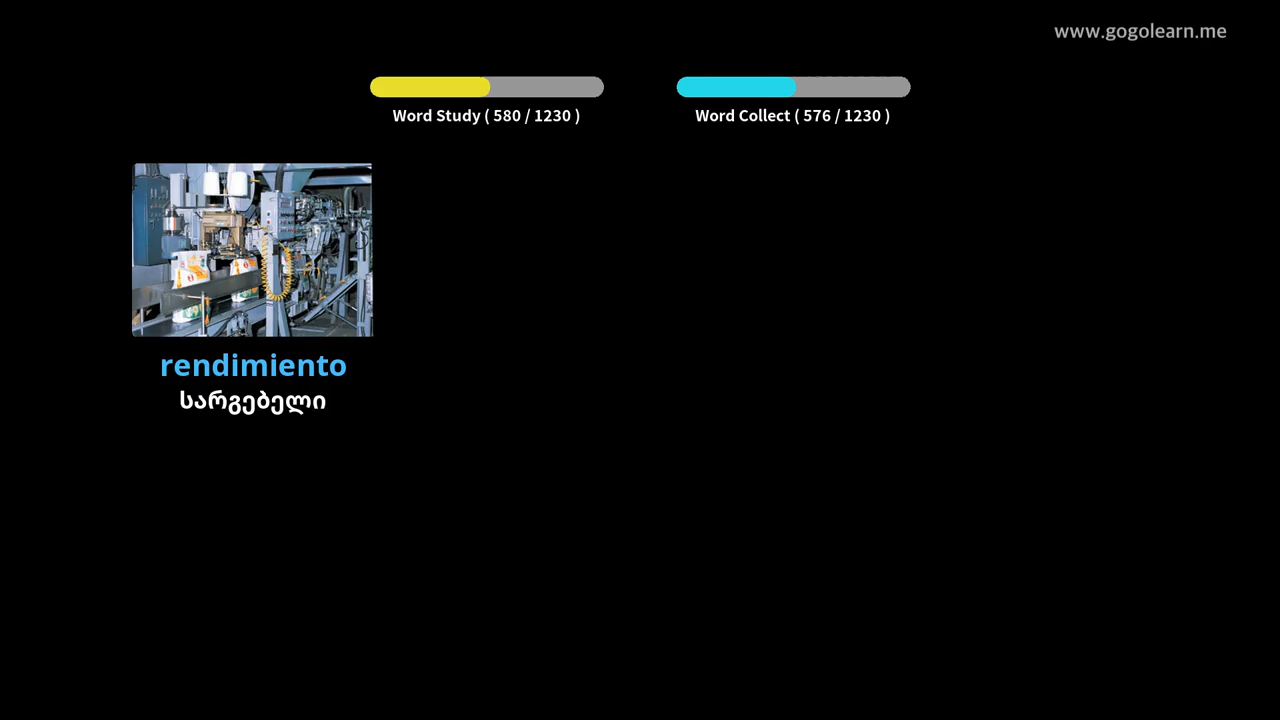 www.gogolearn.me
Word Study ( 580 / 1230 )
Word Collect ( 576 / 1230 )
rendimiento
სარგებელი